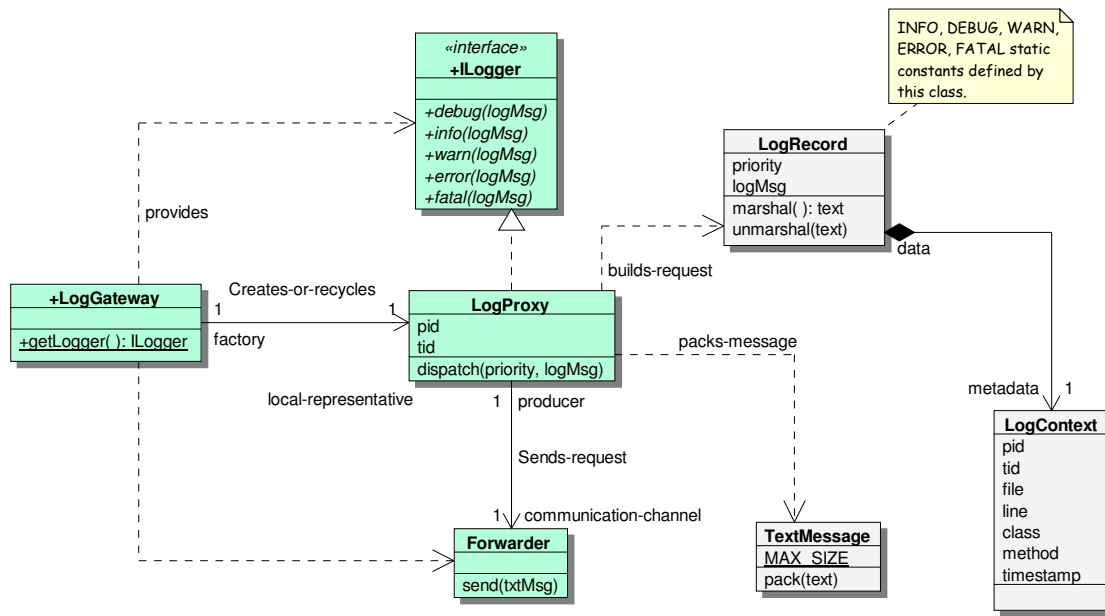 INFO, DEBUG, WARN,
ERROR, FATAL static
constants defined by
this class.
«interface»
+ILogger
+debug(logMsg)
+info(logMsg)
+warn(logMsg)
+error(logMsg)
+fatal(logMsg)
LogRecord
priority
logMsg
marshal( ): text
unmarshal(text)
provides
data
builds-request
+LogGateway
+getLogger( ): ILogger
Creates-or-recycles
1
1
factory
LogProxy
pid
tid
dispatch(priority, logMsg)
packs-message
local-representative
1
producer
metadata
1
LogContext
pid
tid
file
line
class
method
timestamp
Sends-request
1
communication-channel
Forwarder
send(txtMsg)
TextMessage
MAX_SIZE
pack(text)